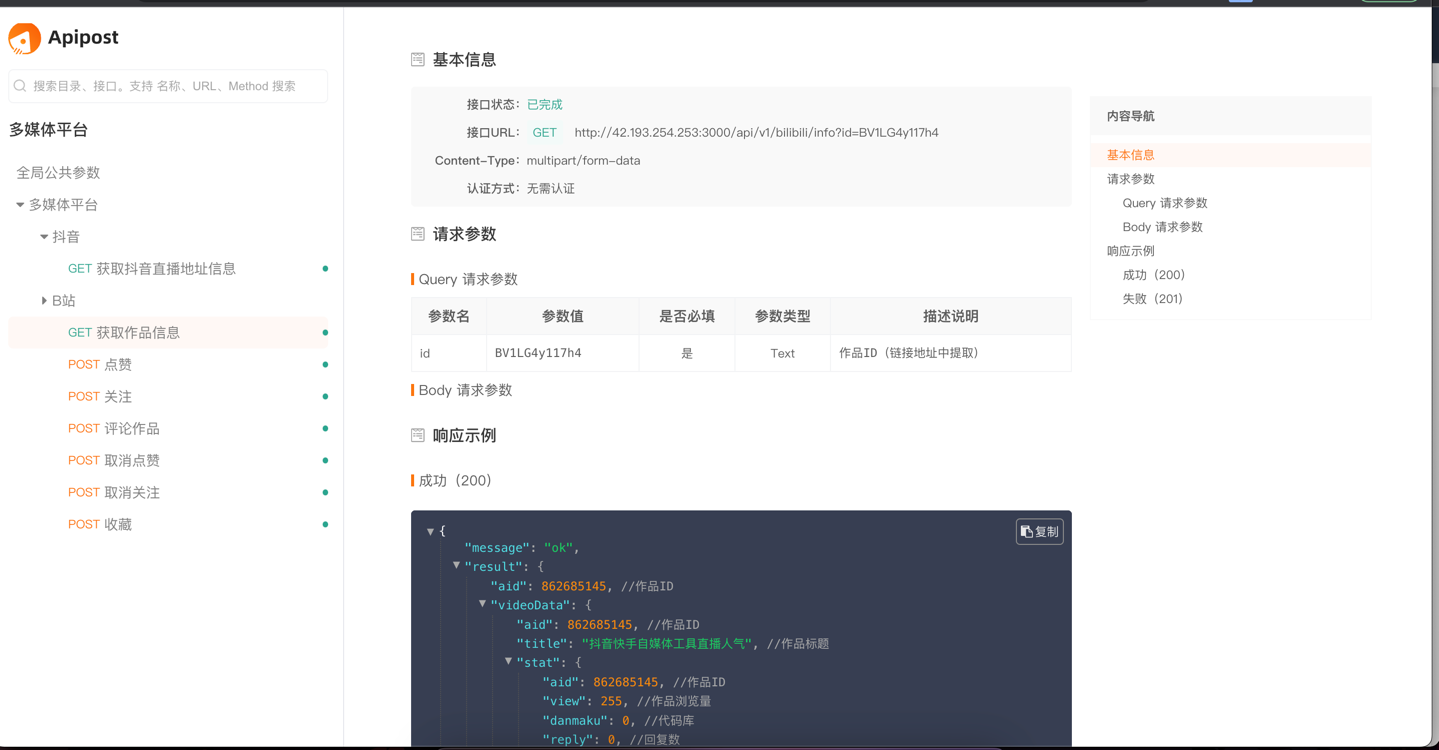 Apipost
搜索目录、接口。支持 名称、URL、Method 搜索
多媒体平台
全局公共参数
多媒体平台
抖音
GET 获取抖音直播地址信息
B站
GET 获取作品信息
POST 点赞
POST 关注
POST 评论作品
POST 取消点赞
POST 取消关注
POST 收藏
基本信息
接口状态： 已完成
接口URL： GET http://42.193.254.253:3000/api/v1/bilibili/info?id=BV1LG4y117h4
Content-Type： multipart/form-data
认证方式： 无需认证
请求参数
Query 请求参数
参数名 参数值 是否必填 参数类型 描述说明
id BV1LG4y117h4 是 Text 作品ID（链接地址中提取）
Body 请求参数
响应示例
成功（200）
复制
{
"message": "ok",
"result": {
"aid": 862685145, //作品ID
"videoData": {
"aid": 862685145, //作品ID
"title": "抖音快手自媒体工具直播人气", //作品标题
"stat": {
"aid": 862685145, //作品ID
"view": 255, //作品浏览量
"danmaku": 0, //代码库
"reply": 0, //回复数
内容导航
基本信息
请求参数
Query 请求参数
Body 请求参数
响应示例
成功（200）
失败（201）